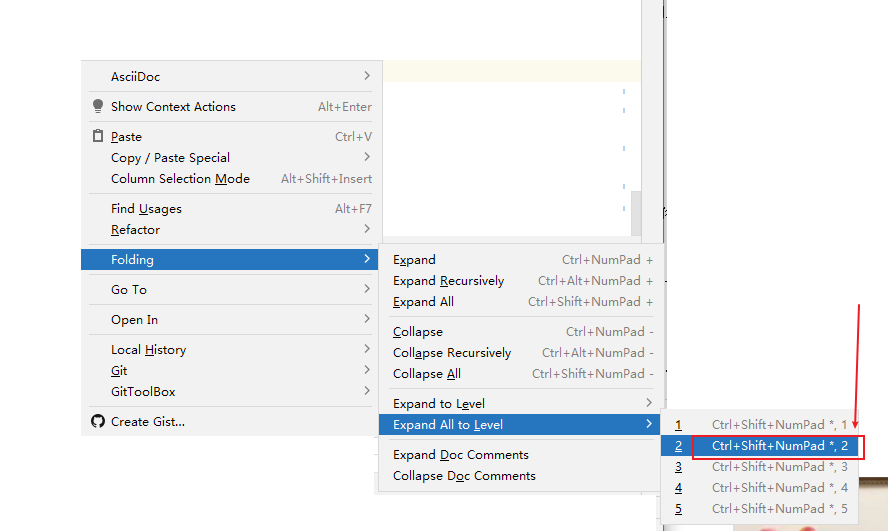 AsciiDoc
Show Context Actions Alt+Enter
Paste Ctrl+V
Copy / Paste Special
Column Selection Mode Alt+Shift+Insert
Find Usages Alt+F7
Refactor
Folding
Go To
Open In
Local History
Git
GitToolBox
Create Gist...
Expand Ctrl+NumPad +
Expand Recursively Ctrl+Alt+NumPad +
Expand All Ctrl+Shift+NumPad +
Collapse Ctrl+NumPad -
Collapse Recursively Ctrl+Alt+NumPad -
Collapse All Ctrl+Shift+NumPad -
Expand to Level
Expand All to Level
Expand Doc Comments
Collapse Doc Comments
1 Ctrl+Shift+NumPad *, 1
2 Ctrl+Shift+NumPad *, 2
3 Ctrl+Shift+NumPad *, 3
4 Ctrl+Shift+NumPad *, 4
5 Ctrl+Shift+NumPad *, 5